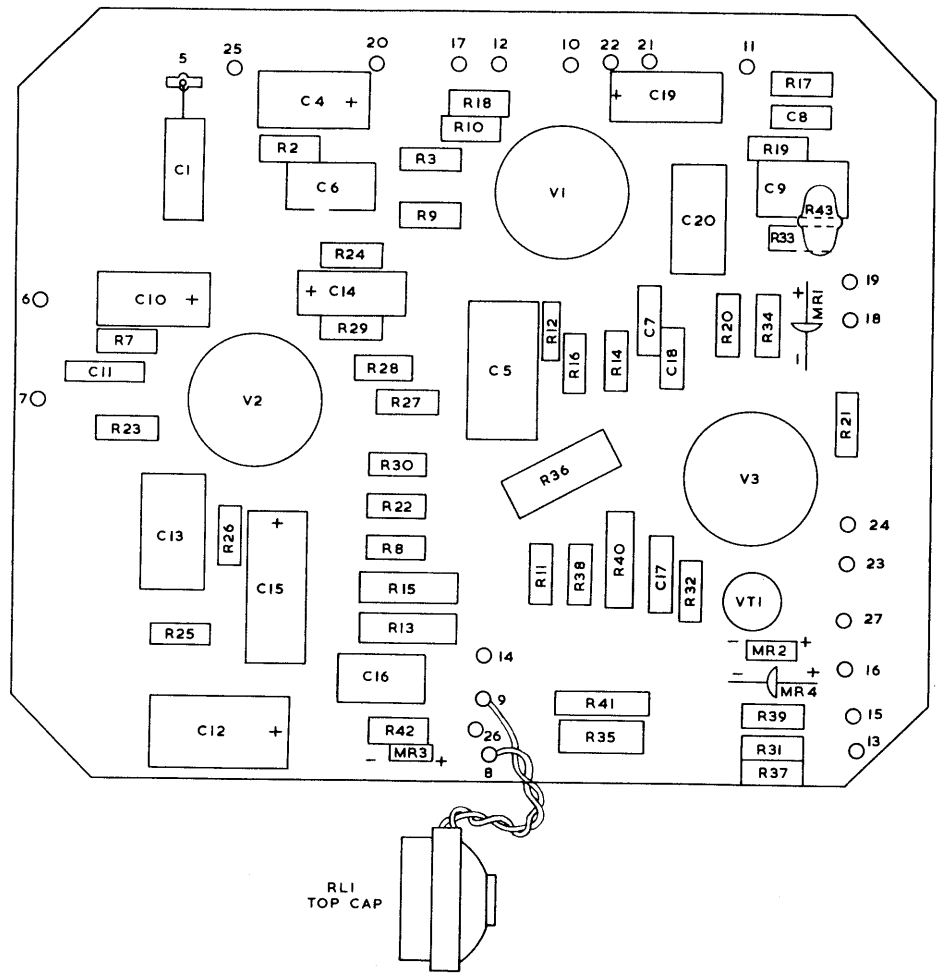 5
25
20
17
12
10
22
21
11
C4 +
R18
R10
+ C19
R17
C8
R2
R3
R19
C1
C6
V1
C9
R43
R9
C20
R33
R24
6
C10 +
+ C14
19
+
MR1
-
18
R7
R29
R12
C7
R20
R34
C11
R28
C5
R16
R14
C18
7
V2
R27
R21
R23
R30
R36
V3
R22
+
C13
R26
C15
R8
R11
R38
R40
C17
R32
24
23
R15
VT1
R25
R13
27
- MR2 +
14
C16
- MR4 +
16
9
R41
R39
15
C12 +
R42
26
R35
R31
13
- MR3 +
8
R37
RL1
TOP CAP